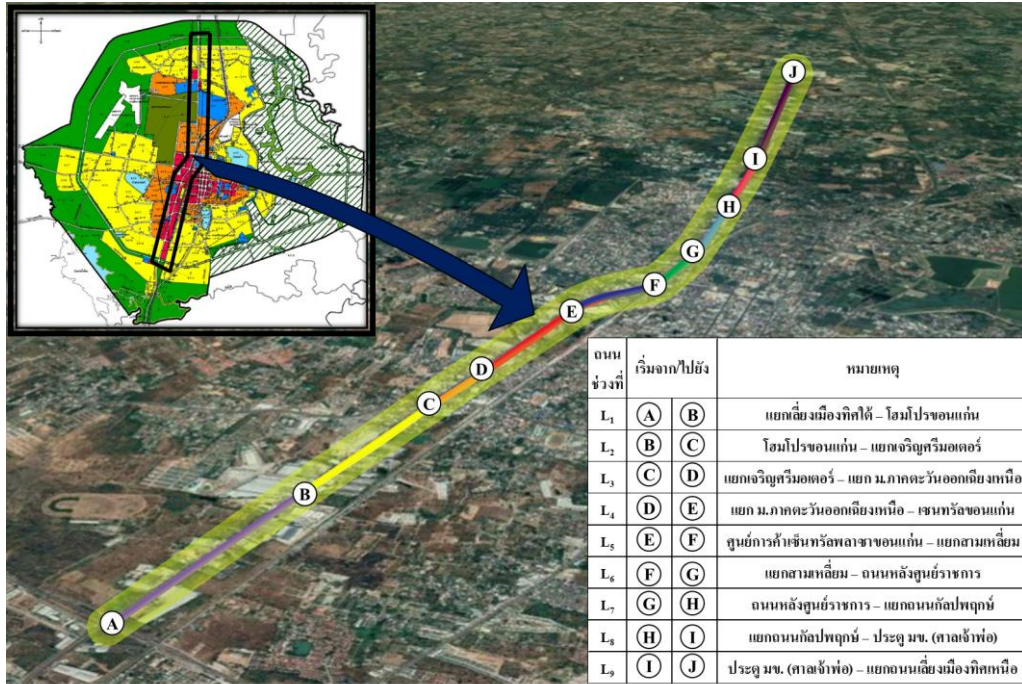 J
I
H
G
F
E
D
C
B
A
ถนนช่วงที่ เริ่มจาก/ไปยัง หมายเหตุ
L₁ A B แยกเลี่ยงเมืองทิศใต้ – โฮมโปรขอนแก่น
L₂ B C โฮมโปรขอนแก่น – แยกเจริญศรีมอเตอร์
L₃ C D แยกเจริญศรีมอเตอร์ – แยก ม.ภาคตะวันออกเฉียงเหนือ
L₄ D E แยก ม.ภาคตะวันออกเฉียงเหนือ – เซนทรัลขอนแก่น
L₅ E F ศูนย์การค้าเซ็นทรัลพลาซาขอนแก่น – แยกสามเหลี่ยม
L₆ F G แยกสามเหลี่ยม – ถนนหลังศูนย์ราชการ
L₇ G H ถนนหลังศูนย์ราชการ – แยกถนนกัลปพฤกษ์
L₈ H I แยกถนนกัลปพฤกษ์ – ประตู มข. (ศาลเจ้าพ่อ)
L₉ I J ประตู มข. (ศาลเจ้าพ่อ) – แยกถนนเลี่ยงเมืองทิศเหนือ